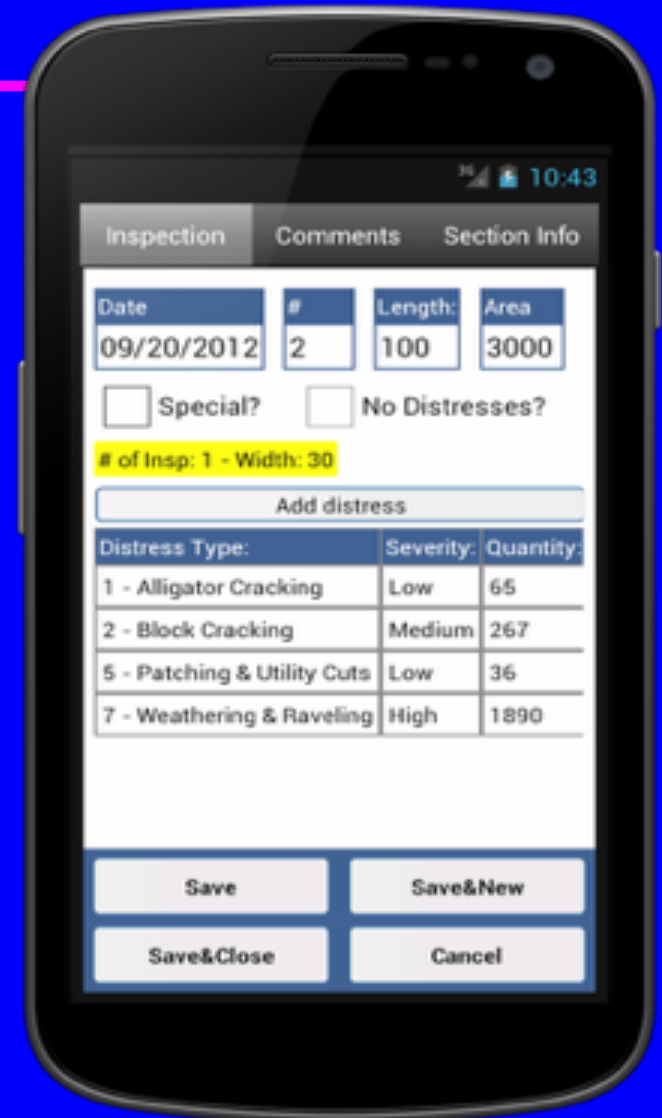 3G 10:43
Inspection Comments Section Info
Date # Length: Area
09/20/2012 2 100 3000
Special? No Distresses?
# of Insp: 1 - Width: 30
Add distress
Distress Type: Severity: Quantity:
1 - Alligator Cracking Low 65
2 - Block Cracking Medium 267
5 - Patching & Utility Cuts Low 36
7 - Weathering & Raveling High 1890
Save Save&New
Save&Close Cancel